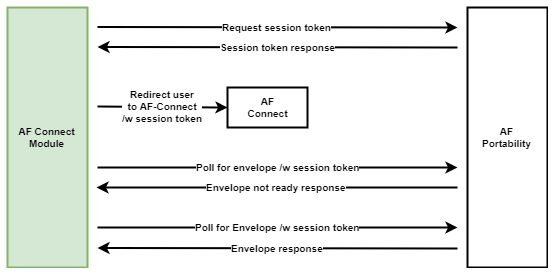 Request session token
Session token response
Redirect user
to AF-Connect
/w session token
AF
Connect
AF Connect
Module
AF
Portability
Poll for envelope /w session token
Envelope not ready response
Poll for Envelope /w session token
Envelope response